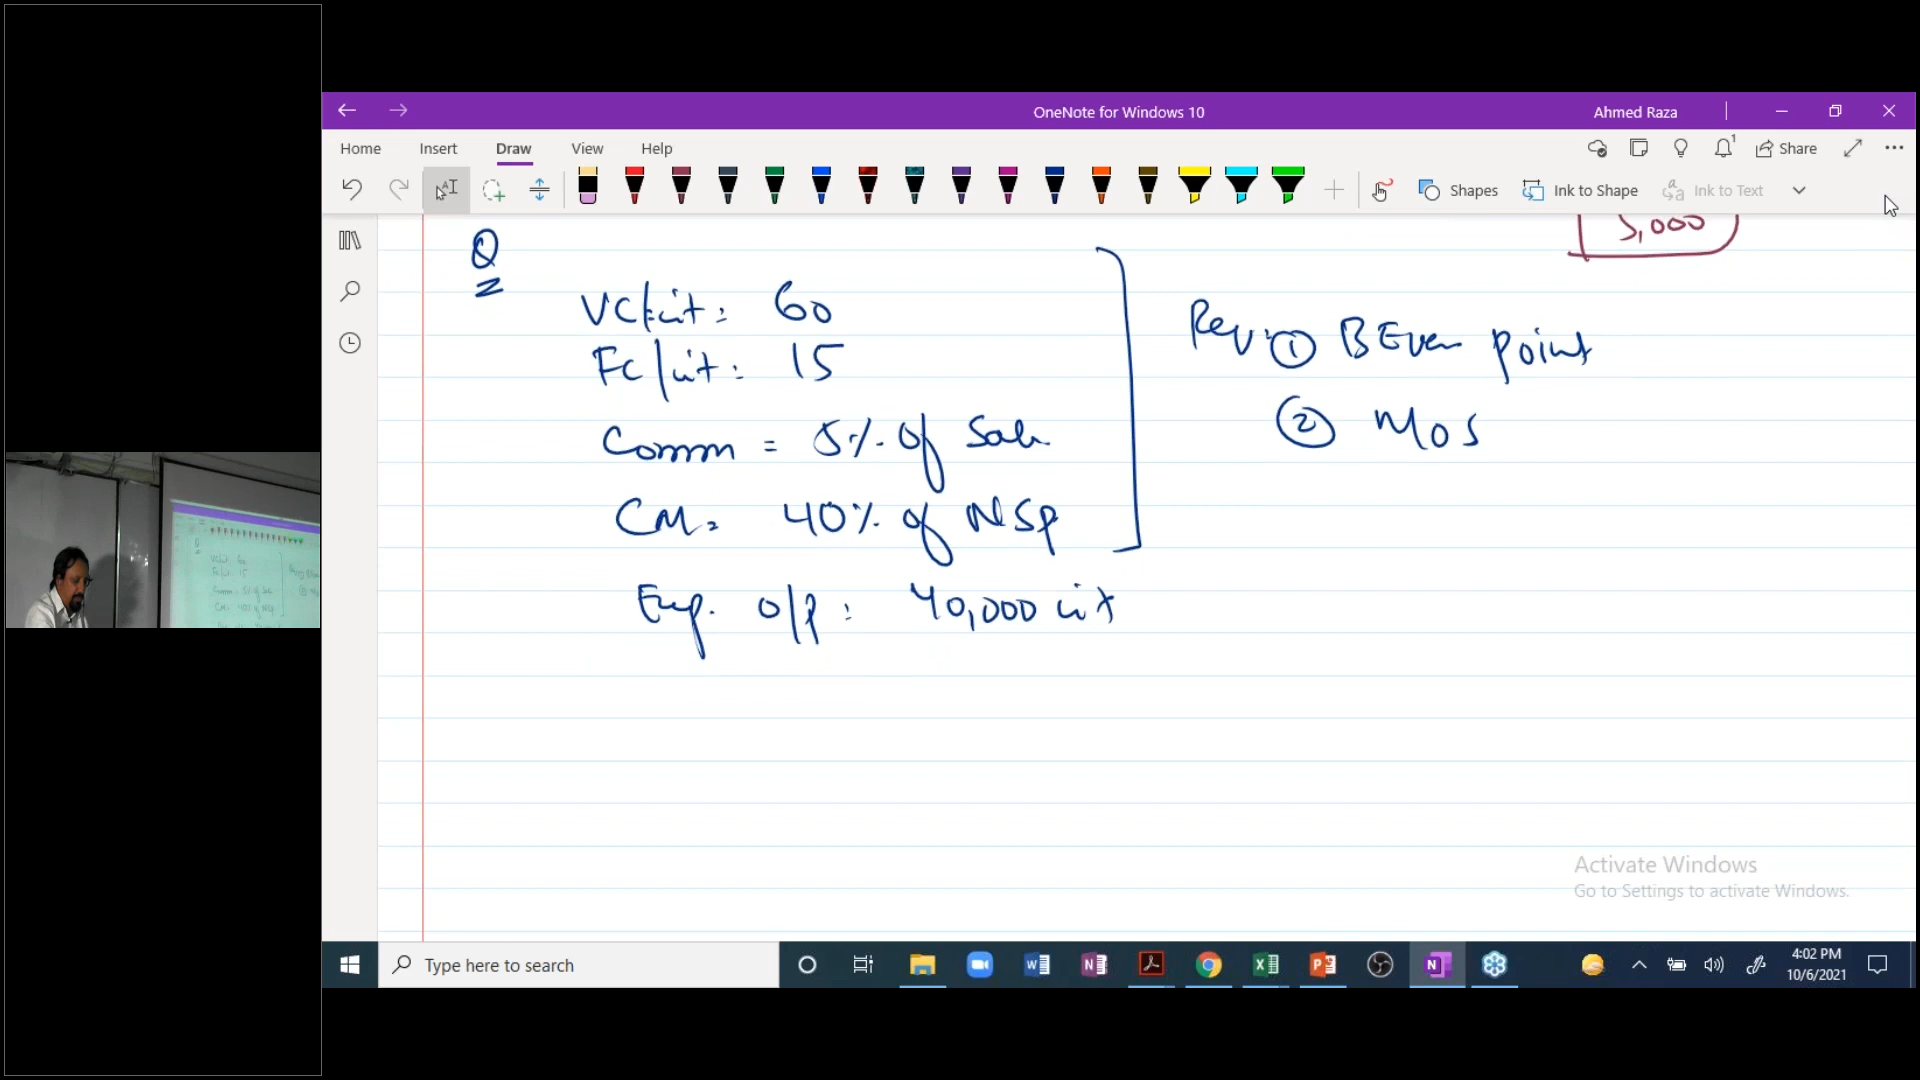 OneNote for Windows 10
Ahmed Raza
Home Insert Draw View Help
Share
Shapes Ink to Shape Ink to Text
5,000
Q
VC/unit: 60
FC/unit: 15
Comm = 5% of Sale
CM = 40% of NSP
Exp. o/p: 40,000 unit
Req: ① BEven point
② MOS
Activate Windows
Go to Settings to activate Windows.
Type here to search
4:02 PM
10/6/2021